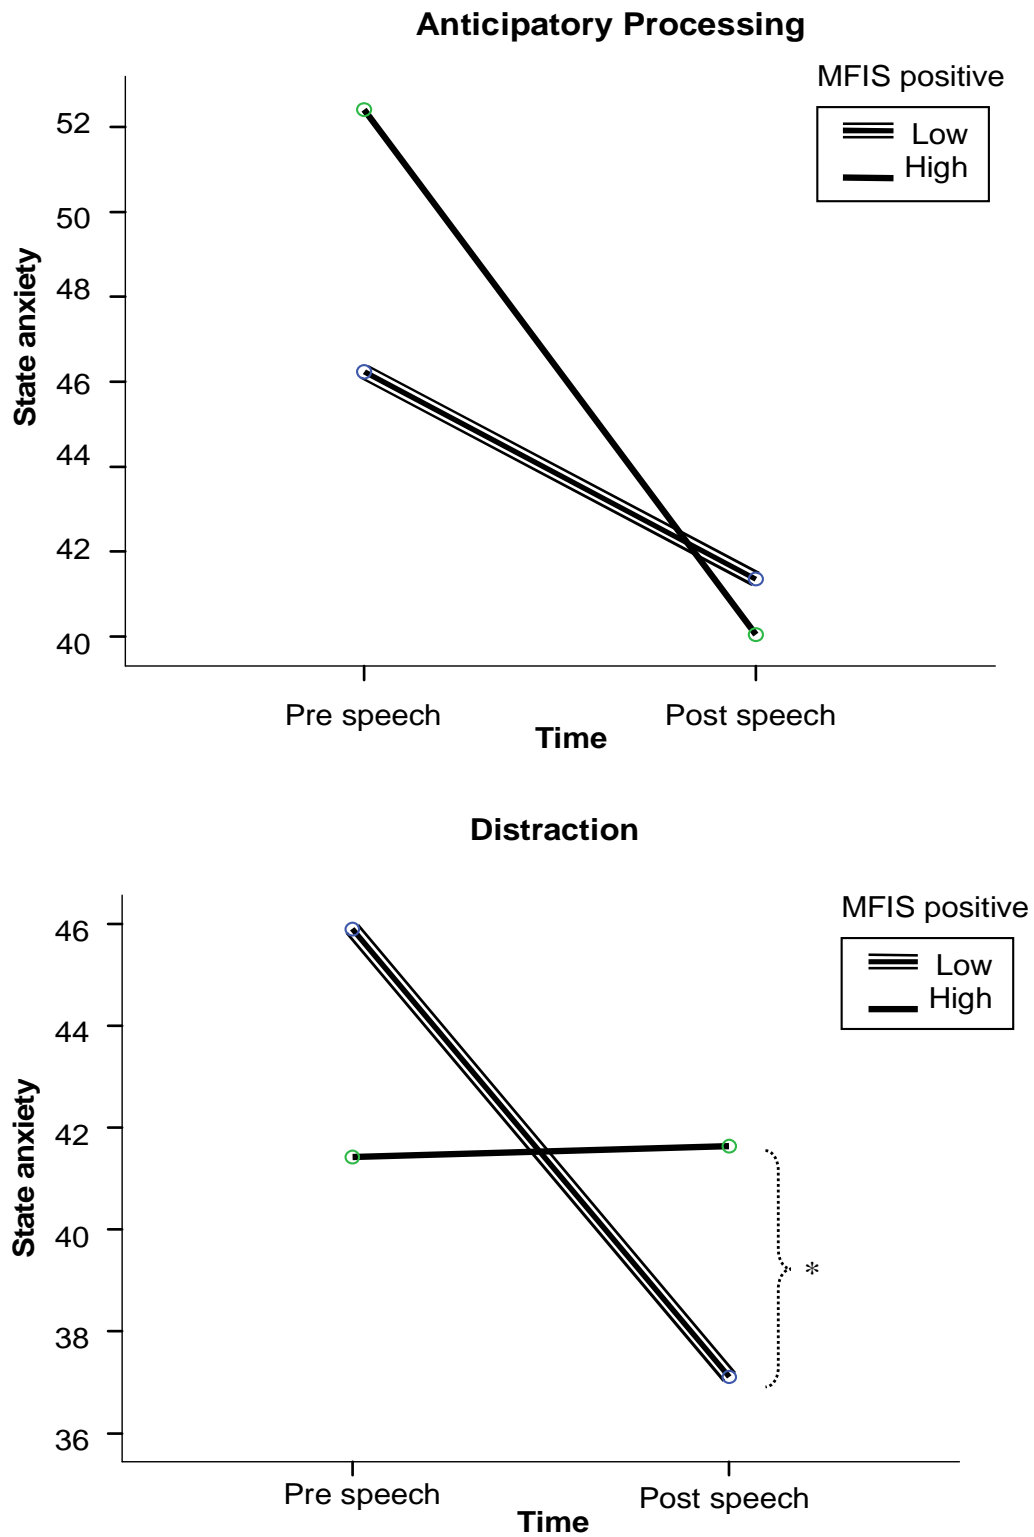 Anticipatory Processing
MFIS positive
Low
High
52
50
48
46
44
42
40
State anxiety
Pre speech
Post speech
Time
Distraction
MFIS positive
Low
High
46
44
42
40
38
36
State anxiety
*
Pre speech
Post speech
Time